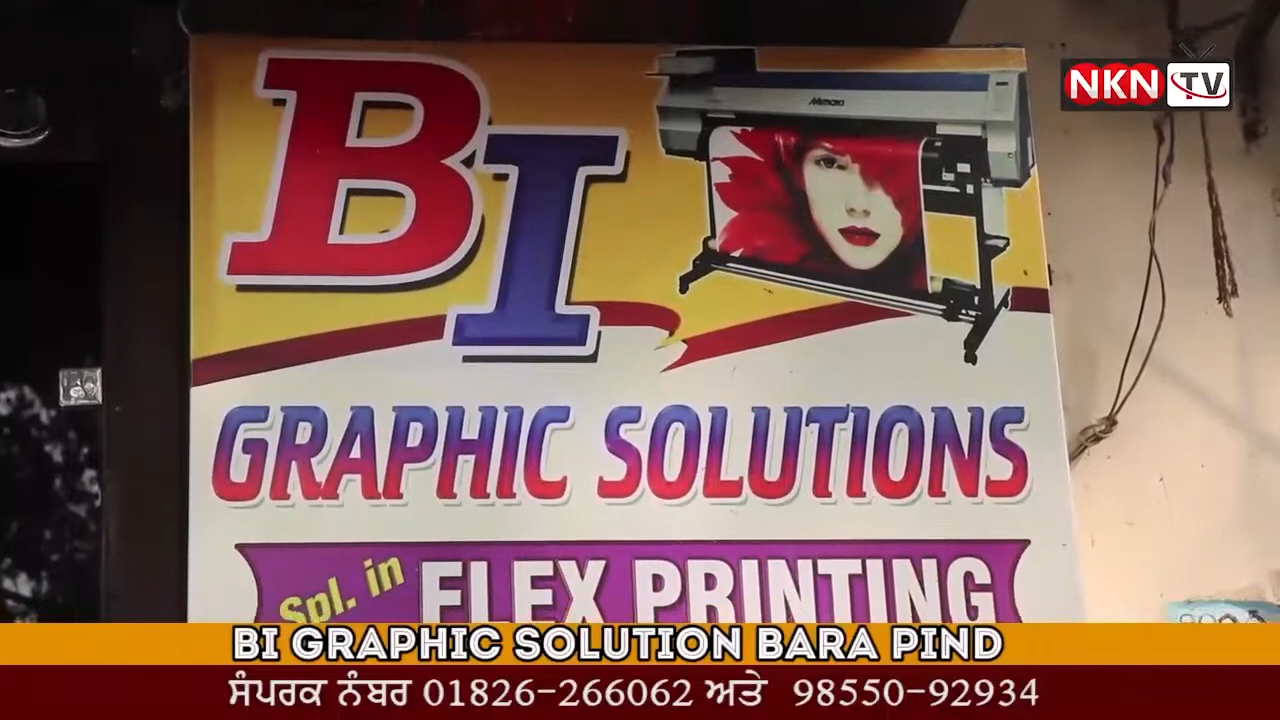 NKN TV
Mimaki
BI
GRAPHIC SOLUTIONS
Spl. in FLEX PRINTING
BI GRAPHIC SOLUTION BARA PIND
ਸੰਪਰਕ ਨੰਬਰ 01826-266062 ਅਤੇ 98550-92934